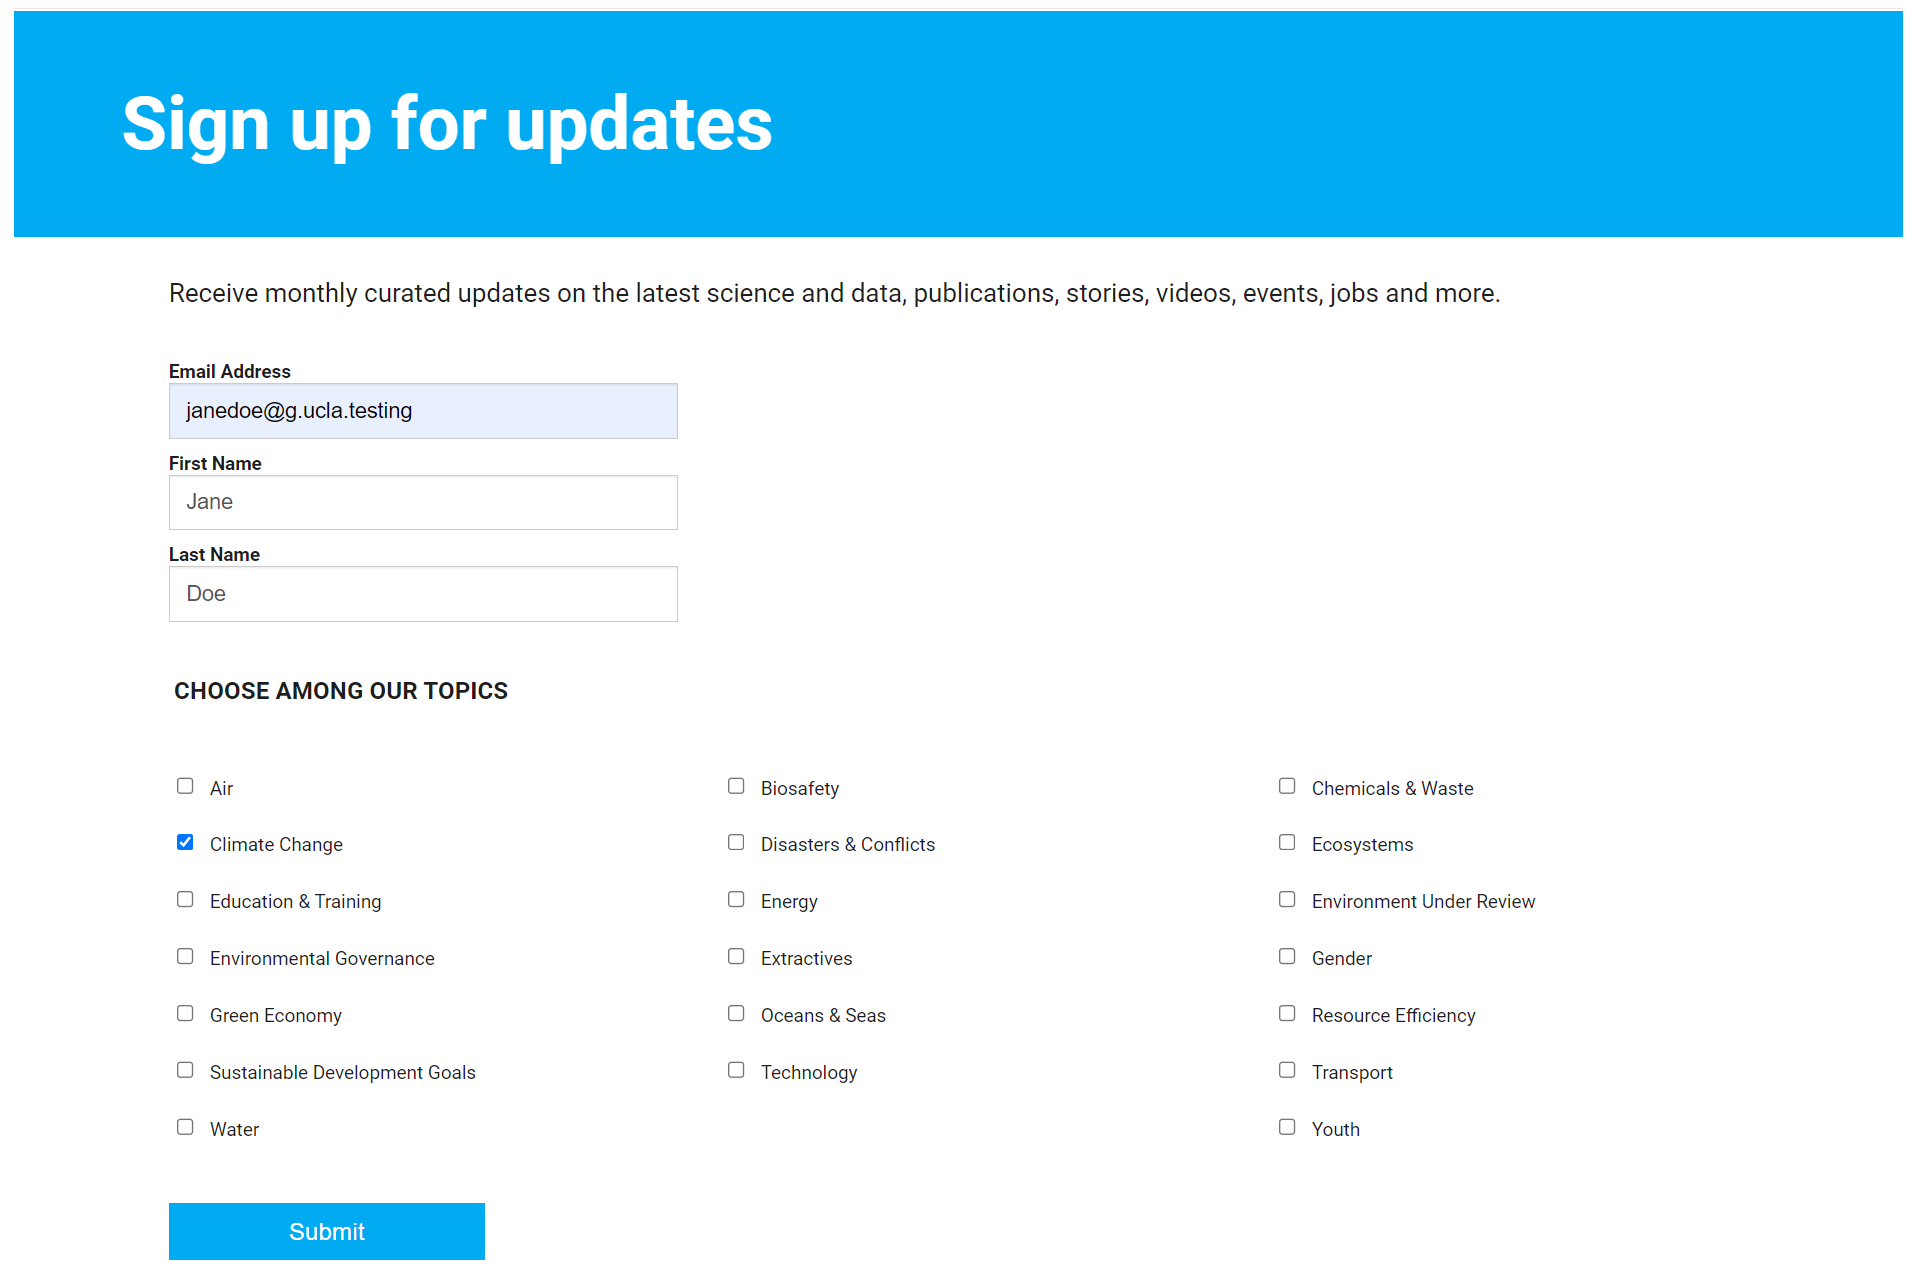 Sign up for updates
Receive monthly curated updates on the latest science and data, publications, stories, videos, events, jobs and more.
Email Address
janedoe@g.ucla.testing
First Name
Jane
Last Name
Doe
CHOOSE AMONG OUR TOPICS
Air
Biosafety
Chemicals & Waste
Climate Change
Disasters & Conflicts
Ecosystems
Education & Training
Energy
Environment Under Review
Environmental Governance
Extractives
Gender
Green Economy
Oceans & Seas
Resource Efficiency
Sustainable Development Goals
Technology
Transport
Water
Youth
Submit